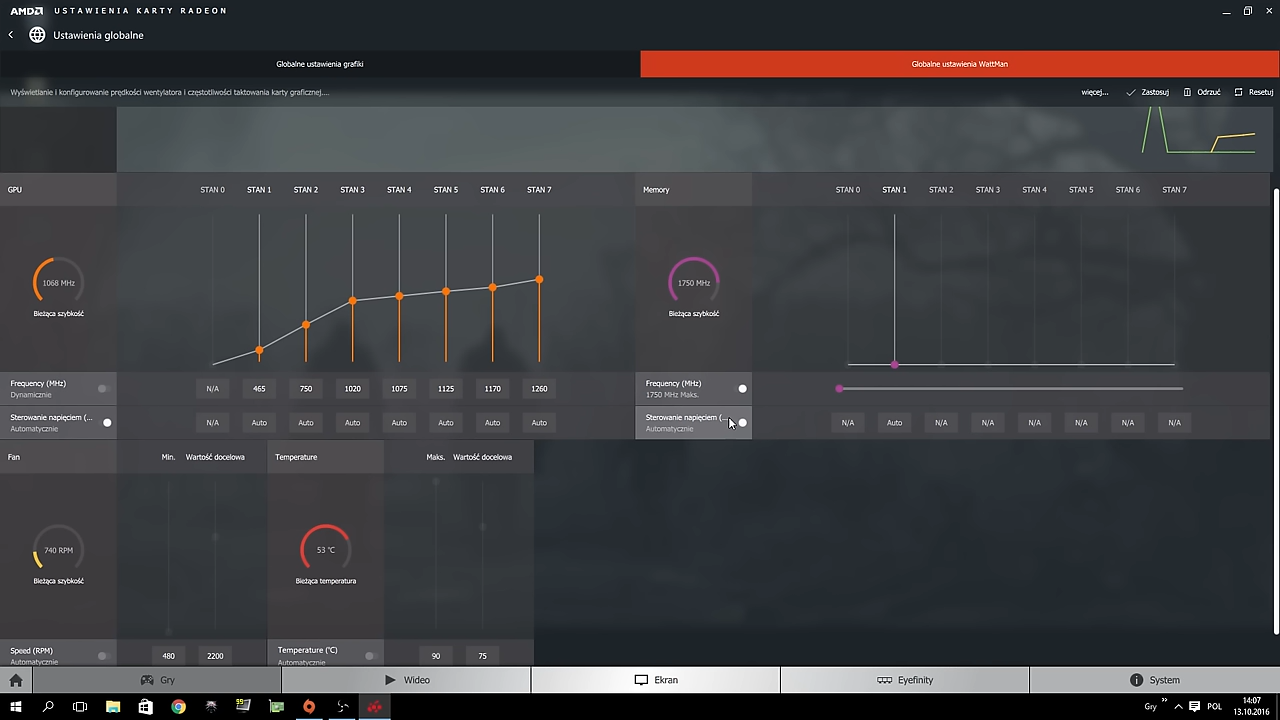 AMD USTAWIENIA KARTY RADEON
Ustawienia globalne
Globalne ustawienia grafiki
Globalne ustawienia WattMan
Wyświetlanie i konfigurowanie prędkości wentylatora i częstotliwości taktowania karty graficznej....
więcej... Zastosuj Odrzuć Resetuj
GPU STAN 0 STAN 1 STAN 2 STAN 3 STAN 4 STAN 5 STAN 6 STAN 7
1068 MHz
Bieżąca szybkość
Frequency (MHz)
Dynamicznie
N/A 465 750 1020 1075 1125 1170 1260
Sterowanie napięciem (...
Automatycznie
N/A Auto Auto Auto Auto Auto Auto Auto
Memory STAN 0 STAN 1 STAN 2 STAN 3 STAN 4 STAN 5 STAN 6 STAN 7
1750 MHz
Bieżąca szybkość
Frequency (MHz)
1750 MHz Maks.
Sterowanie napięciem (...
Automatycznie
N/A Auto N/A N/A N/A N/A N/A N/A
Fan Min. Wartość docelowa
740 RPM
Bieżąca szybkość
Speed (RPM)
Automatycznie
480 2200
Temperature Maks. Wartość docelowa
53 °C
Bieżąca temperatura
Temperature (°C)
Automatycznie
90 75
Gry Wideo Ekran Eyefinity System
Gry POL 14:07
13.10.2016